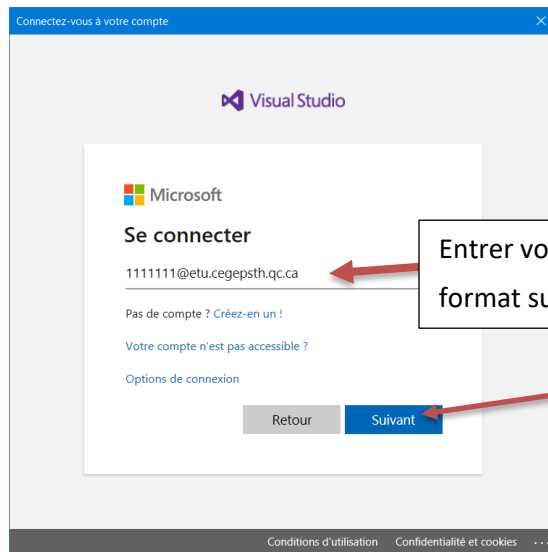 Connectez-vous à votre compte
Visual Studio
Microsoft
Se connecter
1111111@etu.cegepsth.qc.ca
Entrer vo
format su
Pas de compte ? Créez-en un !
Votre compte n'est pas accessible ?
Options de connexion
Retour Suivant
Conditions d'utilisation Confidentialité et cookies ...